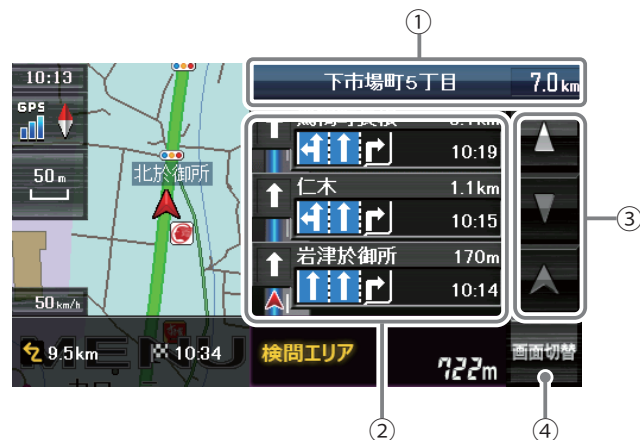 ①
10:13
下市場町5丁目 7.0km
GPS
10:19
50m
北於御所
仁木 1.1km
10:15
③
岩津於御所 170m
10:14
50km/h
MENU
9.5km 10:34
検問エリア
722m
画面切替
② ④